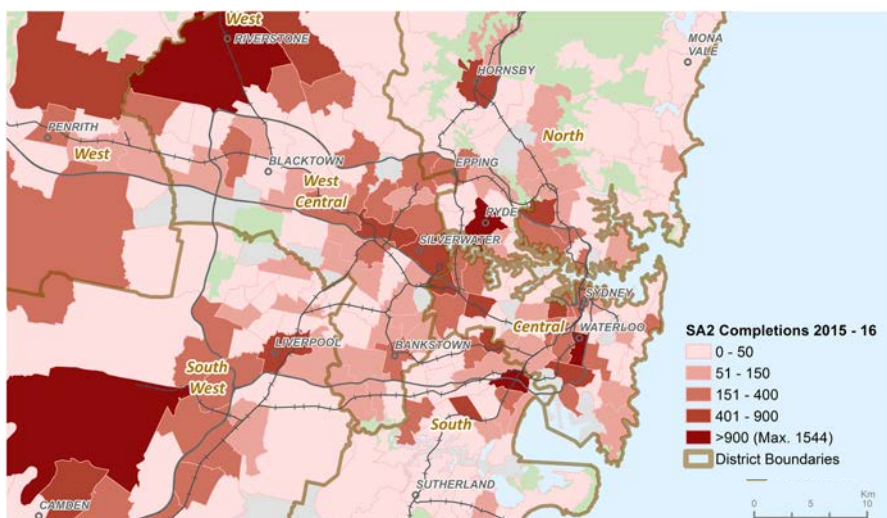 West
RIVERSTONE
MONA
VALE
HORNSBY
PENRITH
North
West
BLACKTOWN
EPPING
West
Central
RYDE
SILVERWATER
SYDNEY
Central
WATERLOO
LIVERPOOL
BANKSTOWN
South
West
South
SUTHERLAND
CAMDEN
SA2 Completions 2015 - 16
0 - 50
51 - 150
151 - 400
401 - 900
>900 (Max. 1544)
District Boundaries
Km
0 5 10